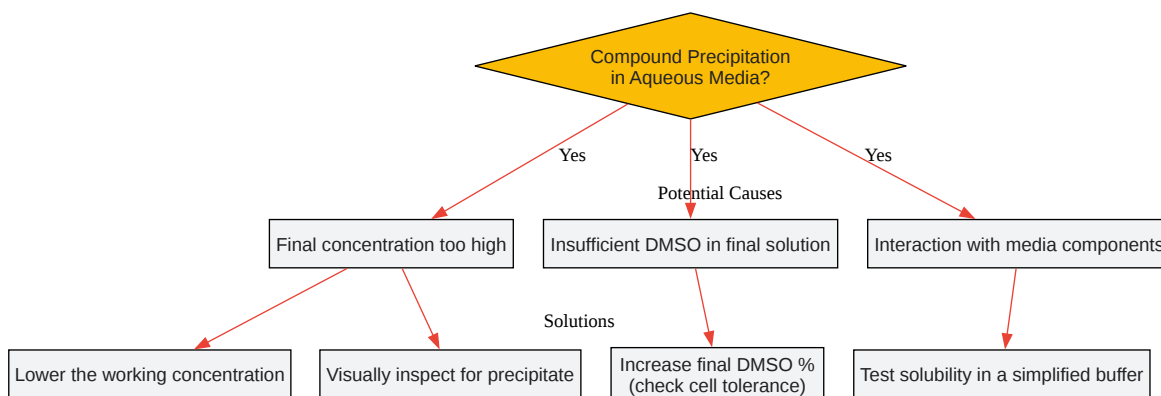 Compound Precipitation
in Aqueous Media?
Yes
Yes
Yes
Potential Causes
Final concentration too high
Insufficient DMSO in final solution
Interaction with media components
Solutions
Lower the working concentration
Visually inspect for precipitate
Increase final DMSO %
(check cell tolerance)
Test solubility in a simplified buffer